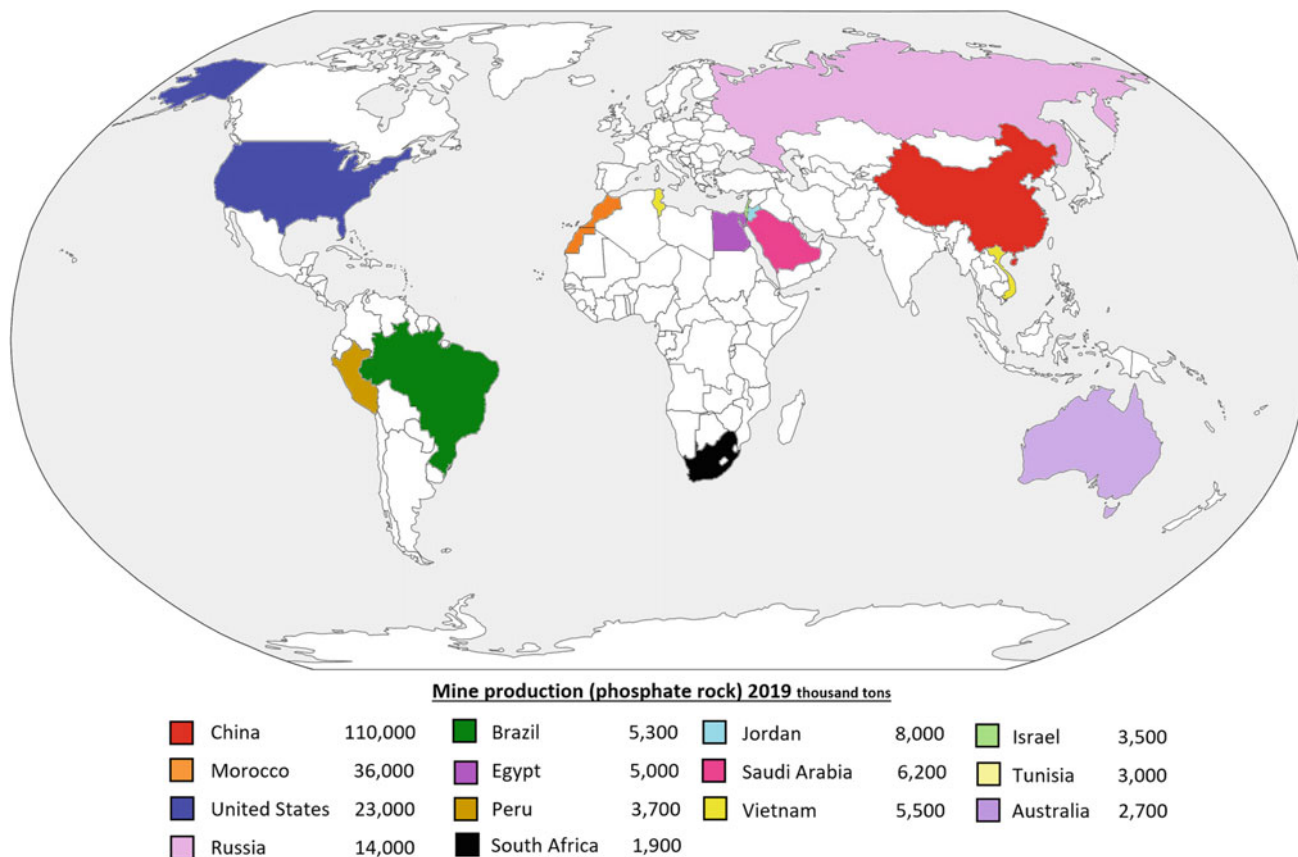 Mine production (phosphate rock) 2019 thousand tons
China 110,000 Brazil 5,300 Jordan 8,000 Israel 3,500
Morocco 36,000 Egypt 5,000 Saudi Arabia 6,200 Tunisia 3,000
United States 23,000 Peru 3,700 Vietnam 5,500 Australia 2,700
Russia 14,000 South Africa 1,900